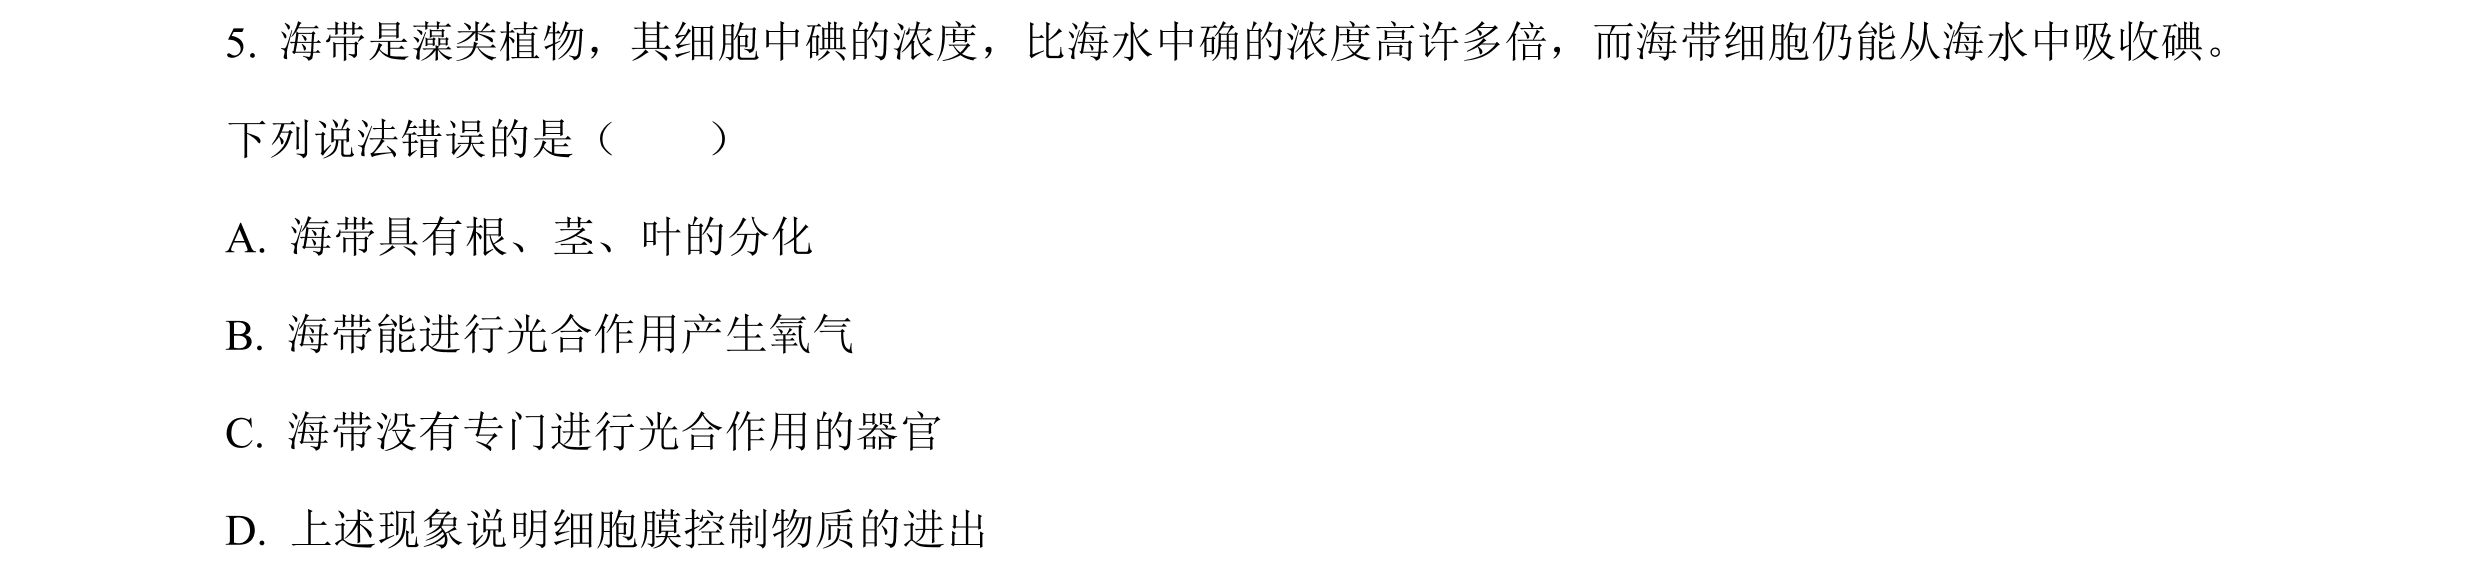 5. 海带是藻类植物，其细胞中碘的浓度，比海水中确的浓度高许多倍，而海带细胞仍能从海水中吸收碘。
下列说法错误的是（　　）
A. 海带具有根、茎、叶的分化
B. 海带能进行光合作用产生氧气
C. 海带没有专门进行光合作用的器官
D. 上述现象说明细胞膜控制物质的进出